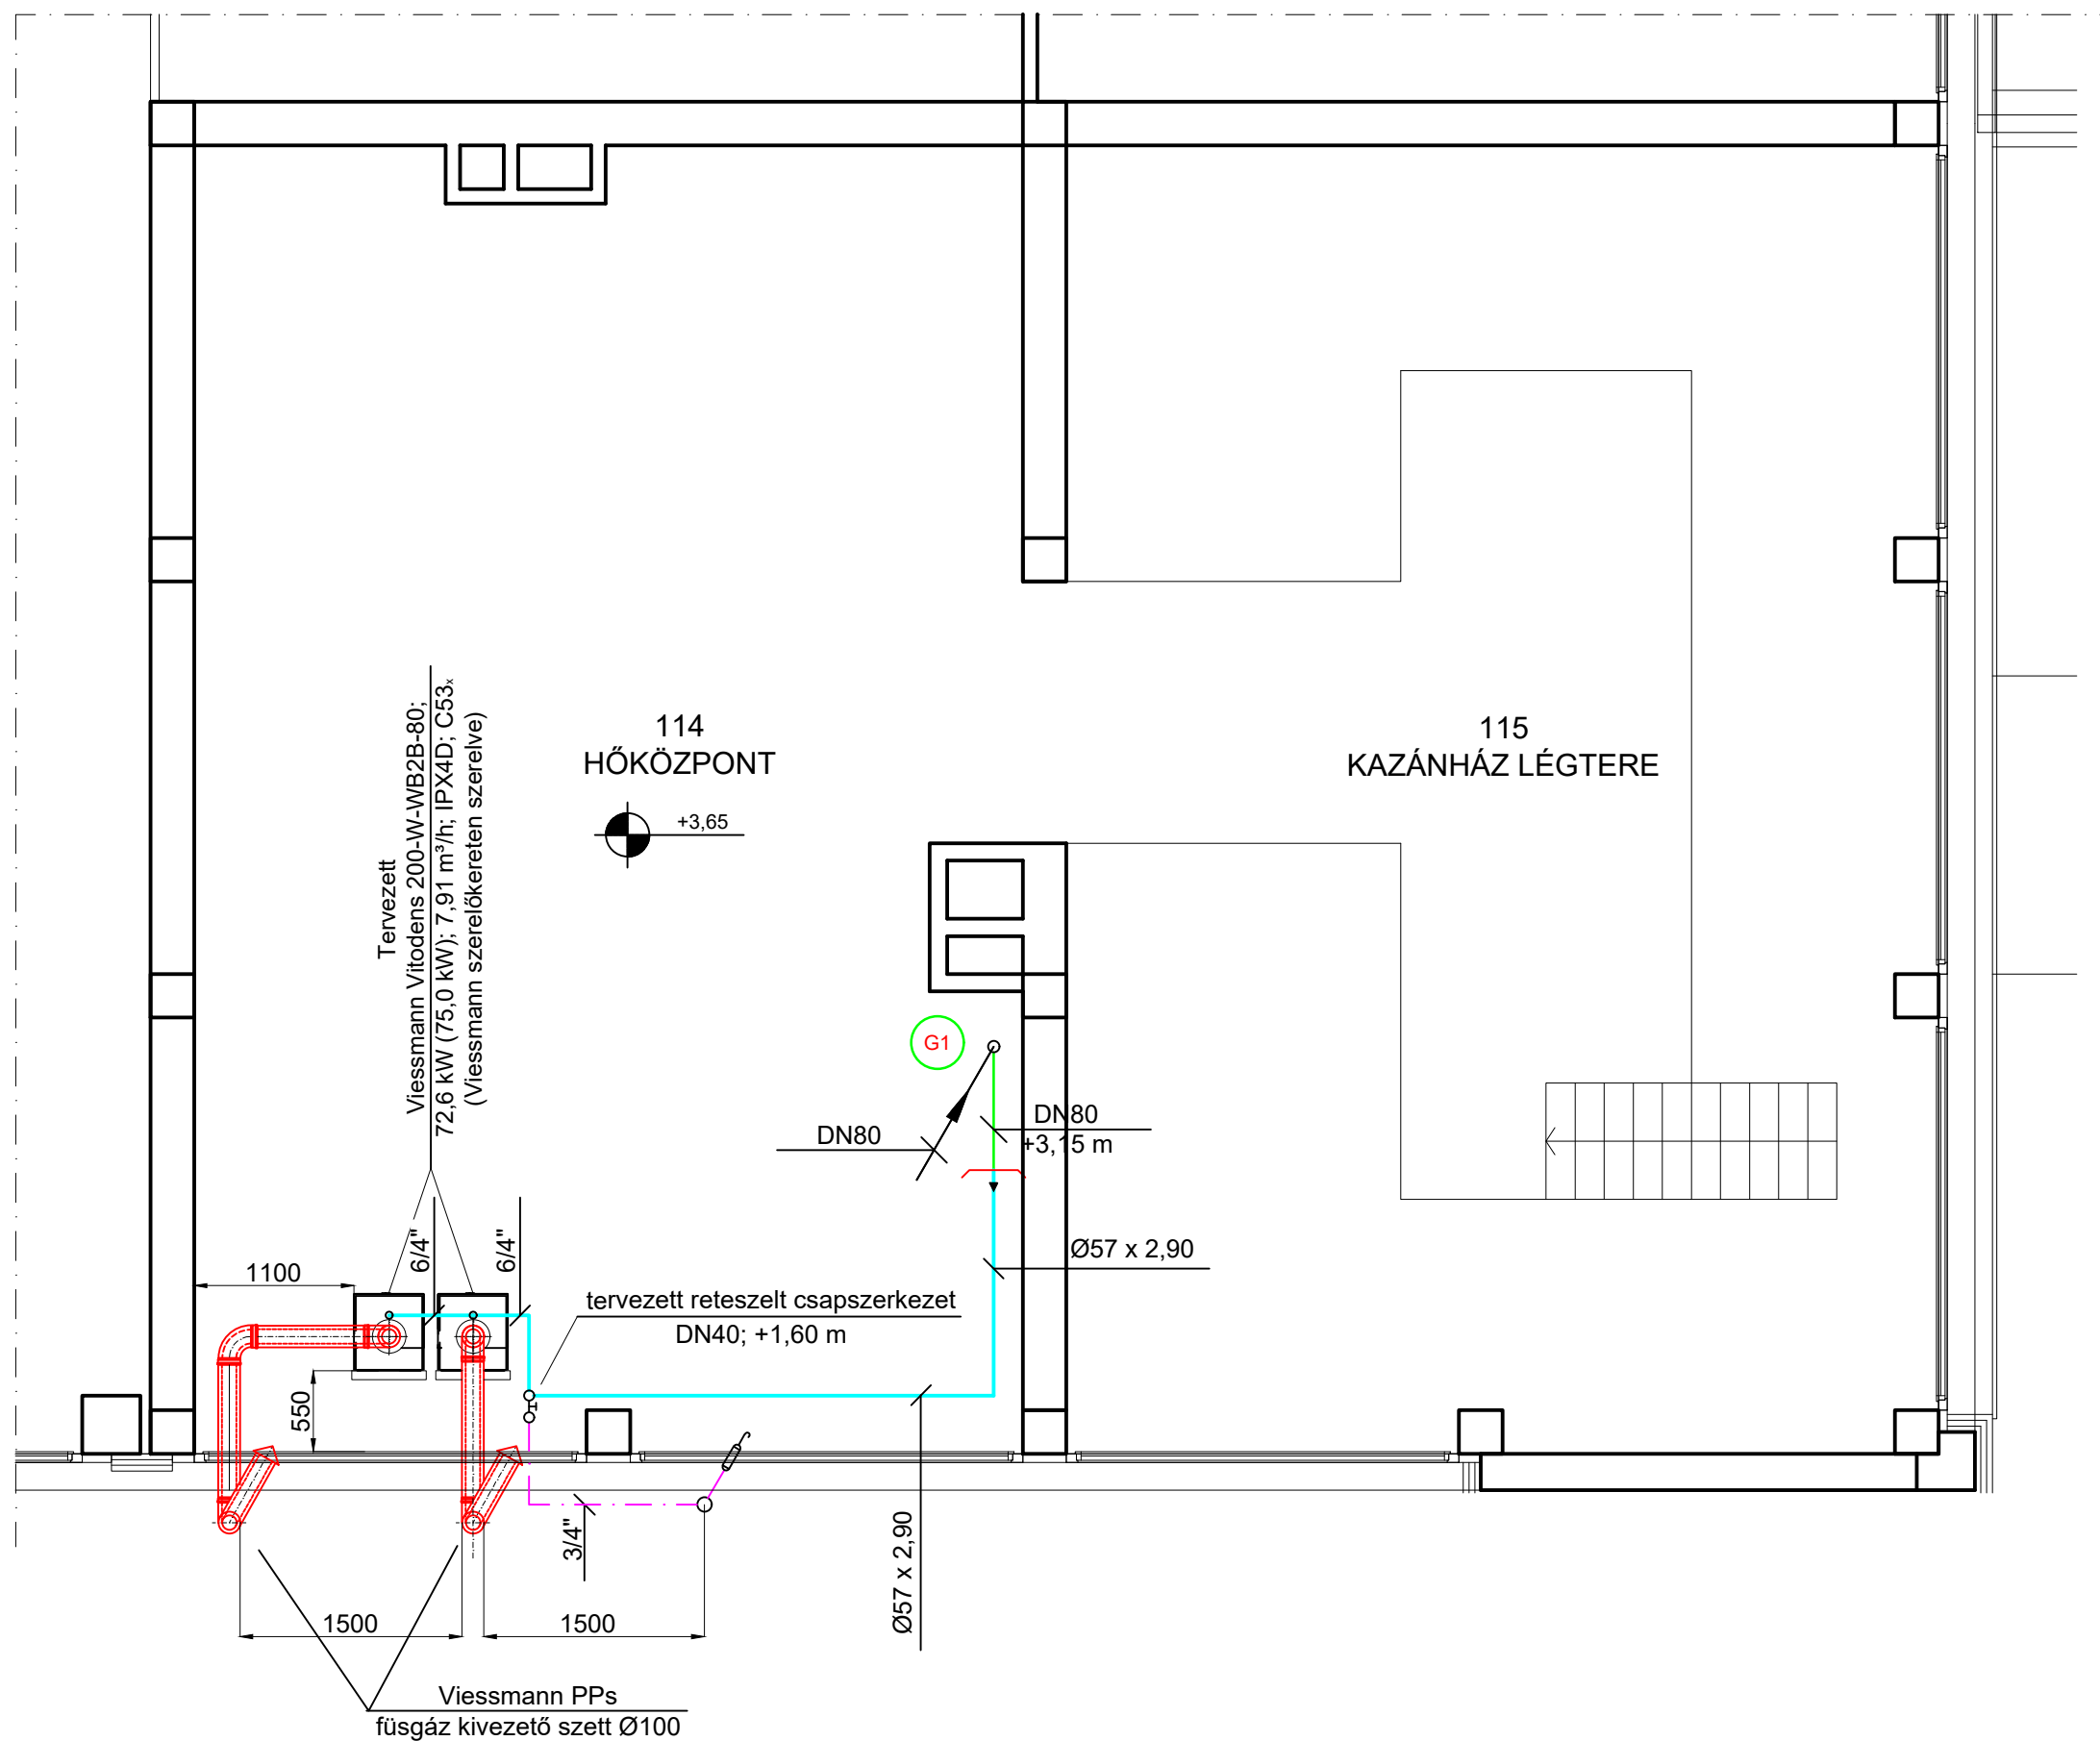 114
HŐKÖZPONT
+3,65
115
KAZÁNHÁZ LÉGTERE
Tervezett
Viessmann Vitodens 200-W-WB2B-80;
72,6 kW (75,0 kW); 7,91 m³/h; IPX4D; C53x
(Viessmann szerelőkereten szerelve)
G1
DN80
DN80
+3,15 m
Ø57 x 2,90
6/4"
6/4"
1100
tervezett reteszelt csapszerkezet
DN40; +1,60 m
550
3/4"
Ø57 x 2,90
1500
1500
Viessmann PPs
füsgáz kivezető szett Ø100